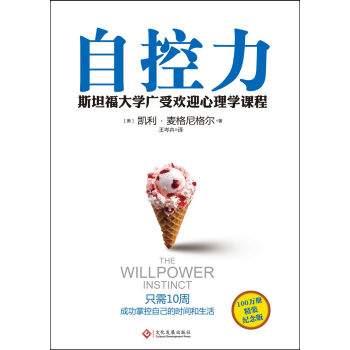 自控力
斯坦福大学广受欢迎心理学课程
[美] 凯利·麦格尼格尔 著
王岑卉 译
THE
WILLPOWER
INSTINCT
只需10周
成功掌控自己的时间和生活
100万册
精装
纪念版
文化发展出版社